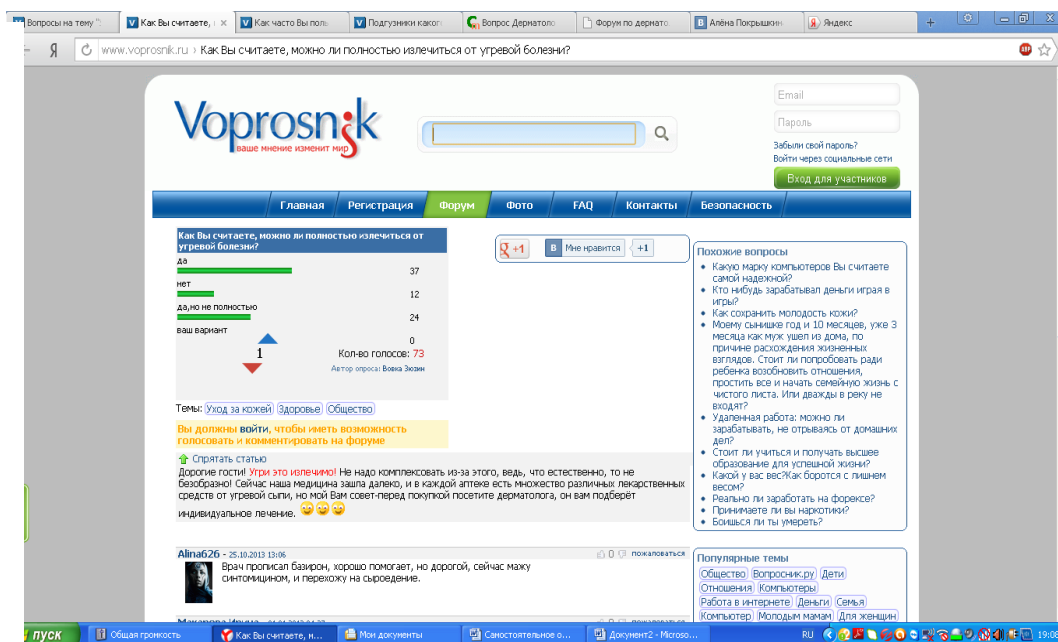 Вопросы на тему "
Как Вы считаете,
Как часто Вы поль
Подгузники каког
Вопрос Дерматоло
Форум по дермато
Алёна Покрышкин
Яндекс
www.voprosnik.ru › Как Вы считаете, можно ли полностью излечиться от угревой болезни?
Voprosnik
ваше мнение изменит мир
Email
Пароль
Забыли свой пароль?
Войти через социальные сети
Вход для участников
Главная Регистрация Форум Фото FAQ Контакты Безопасность
Как Вы считаете, можно ли полностью излечиться от
угревой болезни?
да
37
нет
12
да,но не полностью
24
ваш вариант
0
1
Кол-во голосов: 73
Автор опроса: Вовка Зюзин
Темы: Уход за кожей Здоровье Общество
Вы должны войти, чтобы иметь возможность
голосовать и комментировать на форуме
+1
Мне нравится +1
Спрятать статью
Дорогие гости! Угри это излечимо! Не надо комплексовать из-за этого, ведь, что естественно, то не
безобразно! Сейчас наша медицина зашла далеко, и в каждой аптеке есть множество различных лекарственных
средств от угревой сыпи, но мой Вам совет-перед покупкой посетите дерматолога, он вам подберёт
индивидуальное лечение.
Alina626 - 25.10.2013 13:06
0 пожаловаться
Врач прописал базирон, хорошо помогает, но дорогой, сейчас мажу
синтомицином, и перехожу на сыроедение.
Похожие вопросы
Какую марку компьютеров Вы считаете
самой надежной?
Кто нибудь зарабатывал деньги играя в
игры?
Как сохранить молодость кожи?
Моему сынишке год и 10 месяцев, уже 3
месяца как муж ушел из дома, по
причине расхождения жизненных
взглядов. Стоит ли попробовать ради
ребенка возобновить отношения,
простить все и начать семейную жизнь с
чистого листа. Или дважды в реку не
входят?
Удаленная работа: можно ли
зарабатывать, не отрываясь от домашних
дел?
Стоит ли учиться и получать высшее
образование для успешной жизни?
Какой у вас вес?Как борются с лишнем
весом?
Реально ли заработать на форексе?
Принимаете ли вы наркотики?
Боишься ли ты умереть?
Популярные темы
Общество Вопросник.ру Дети
Отношения Компьютеры
Работа в интернете Деньги Семья
Компьютер Молодым мамам Для женщин
пуск
Общая громкость
Как Вы считаете, н...
Мои документы
Самостоятельное о...
Документ2 - Microso...
RU